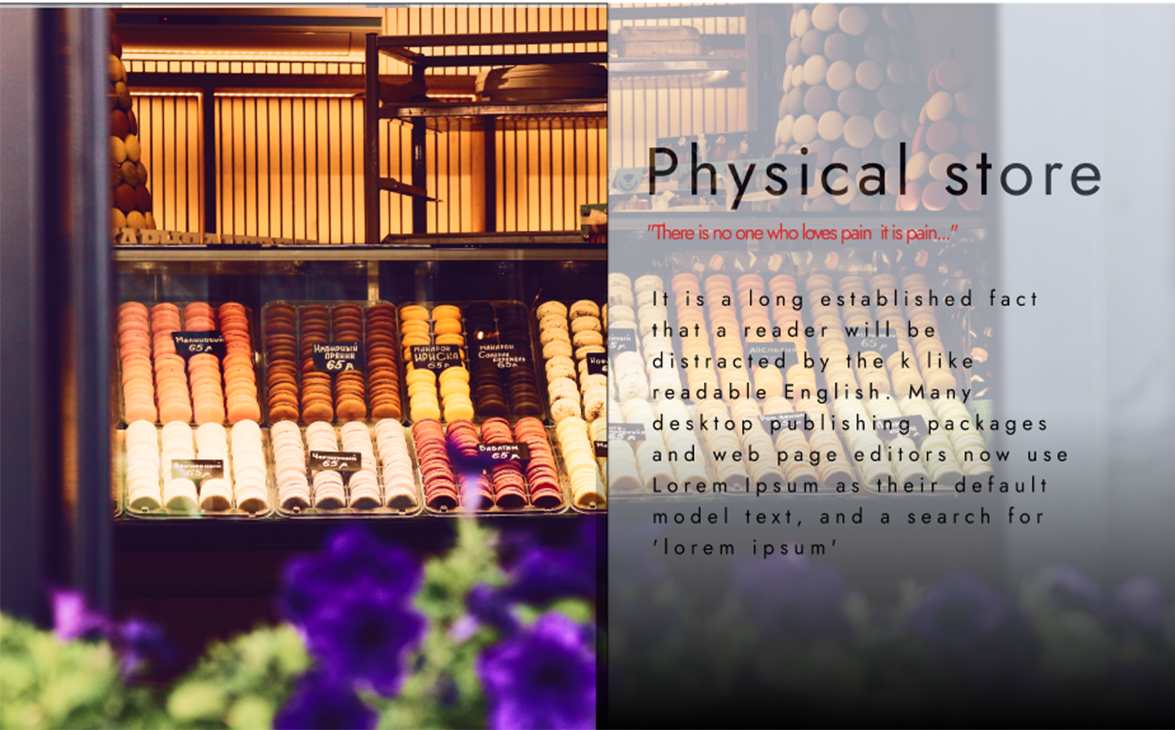 Малиновый
65 р
Имбирный
пряник
65 р
Макарон
Ириска
65 р
Макарон
Соленая
карамель
65 р
65 р
Черничный
65 р
65 р
Physical store
"There is no one who loves pain it is pain..."
It is a long established fact
that a reader will be
distracted by the k like
readable English. Many
desktop publishing packages
and web page editors now use
Lorem Ipsum as their default
model text, and a search for
'lorem ipsum'